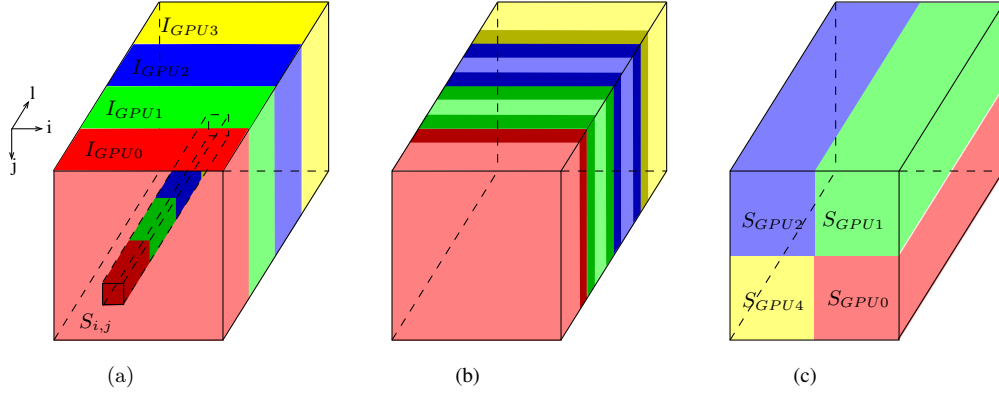 I_{GPU3}
I_{GPU2}
I_{GPU1}
I_{GPU0}
l
i
j
S_{i,j}
S_{GPU2} S_{GPU1}
S_{GPU4} S_{GPU0}
(a) (b) (c)